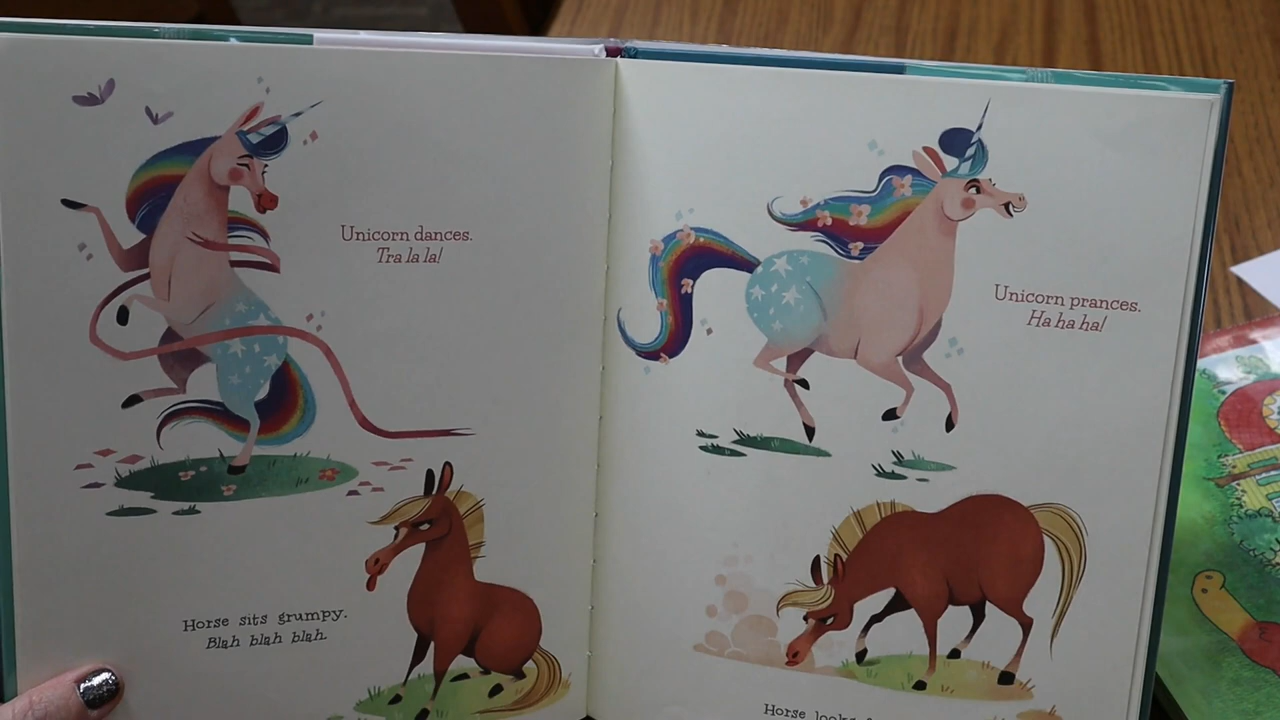 Unicorn dances.
Tra la la!
Horse sits grumpy.
Blah blah blah.
Unicorn prances.
Ha ha ha!
Horse looks